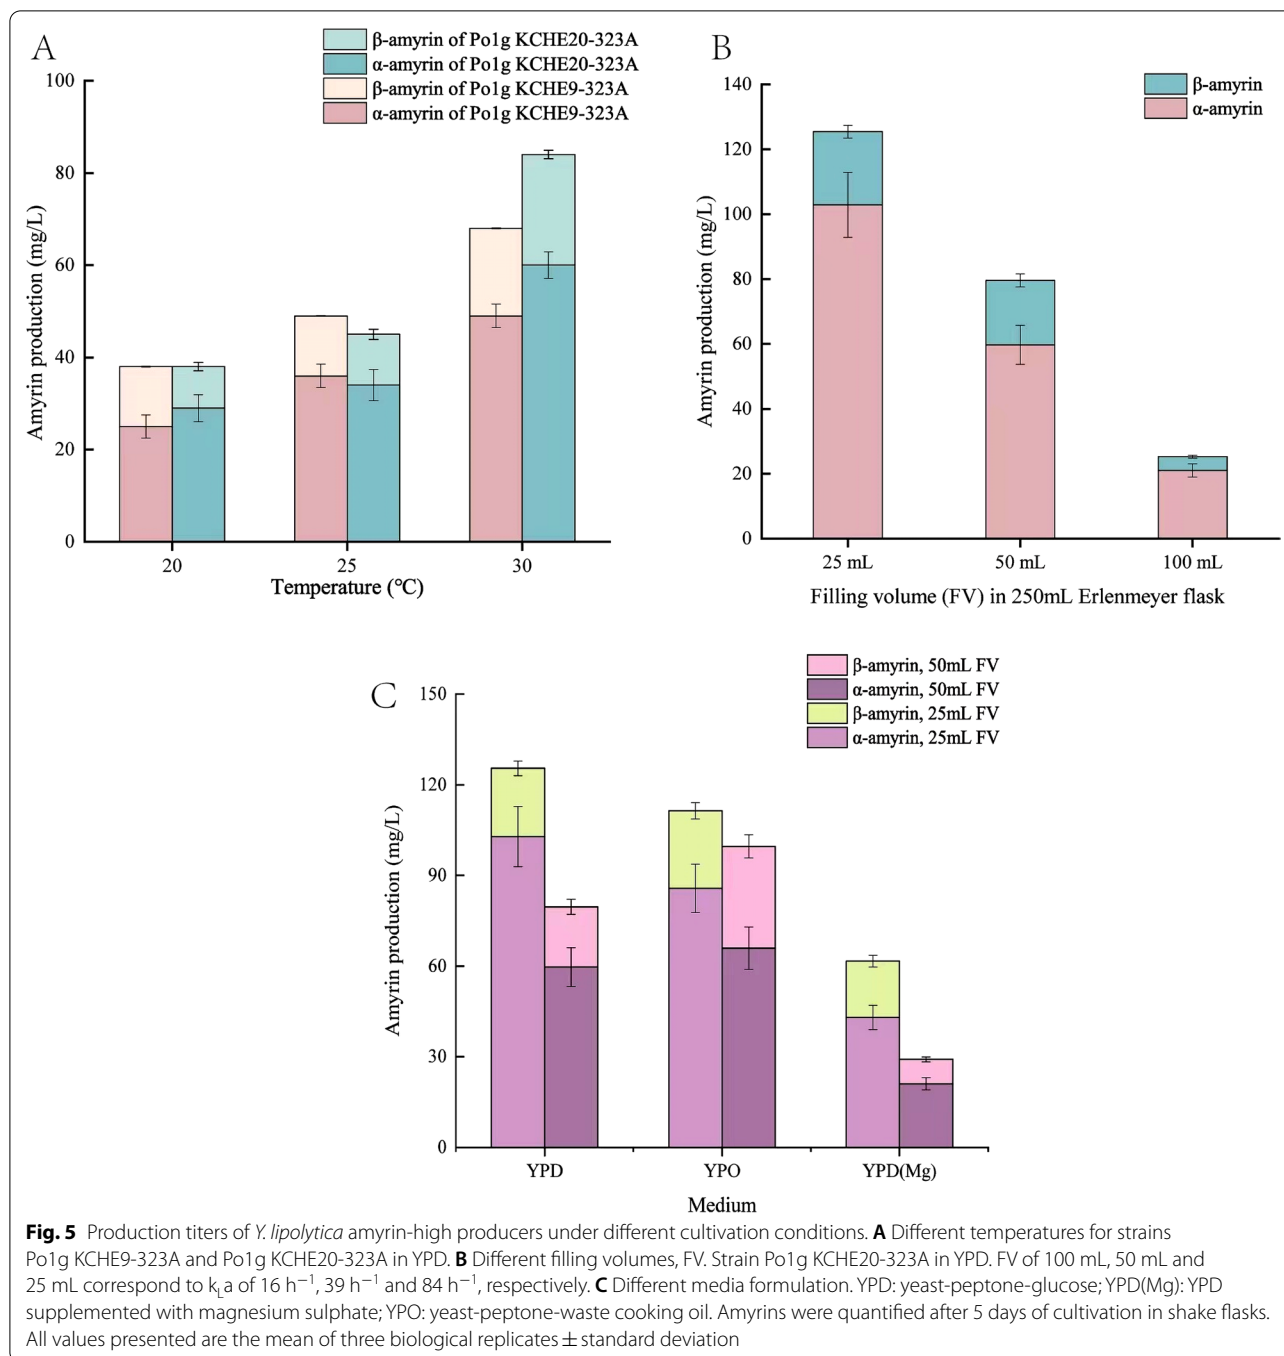 A
β-amyrin of Po1g KCHE20-323A
α-amyrin of Po1g KCHE20-323A
β-amyrin of Po1g KCHE9-323A
α-amyrin of Po1g KCHE9-323A
100
80
60
40
20
0
Amyrin production (mg/L)
20 25 30
Temperature (℃)
B
β-amyrin
α-amyrin
140
120
100
80
60
40
20
0
Amyrin production (mg/L)
25 mL 50 mL 100 mL
Filling volume (FV) in 250mL Erlenmeyer flask
C
β-amyrin, 50mL FV
α-amyrin, 50mL FV
β-amyrin, 25mL FV
α-amyrin, 25mL FV
150
120
90
60
30
0
Amyrin production (mg/L)
YPD YPO YPD(Mg)
Medium
Fig. 5 Production titers of Y. lipolytica amyrin-high producers under different cultivation conditions. A Different temperatures for strains
Po1g KCHE9-323A and Po1g KCHE20-323A in YPD. B Different filling volumes, FV. Strain Po1g KCHE20-323A in YPD. FV of 100 mL, 50 mL and
25 mL correspond to kLa of 16 h−1, 39 h−1 and 84 h−1, respectively. C Different media formulation. YPD: yeast-peptone-glucose; YPD(Mg): YPD
supplemented with magnesium sulphate; YPO: yeast-peptone-waste cooking oil. Amyrins were quantified after 5 days of cultivation in shake flasks.
All values presented are the mean of three biological replicates ± standard deviation